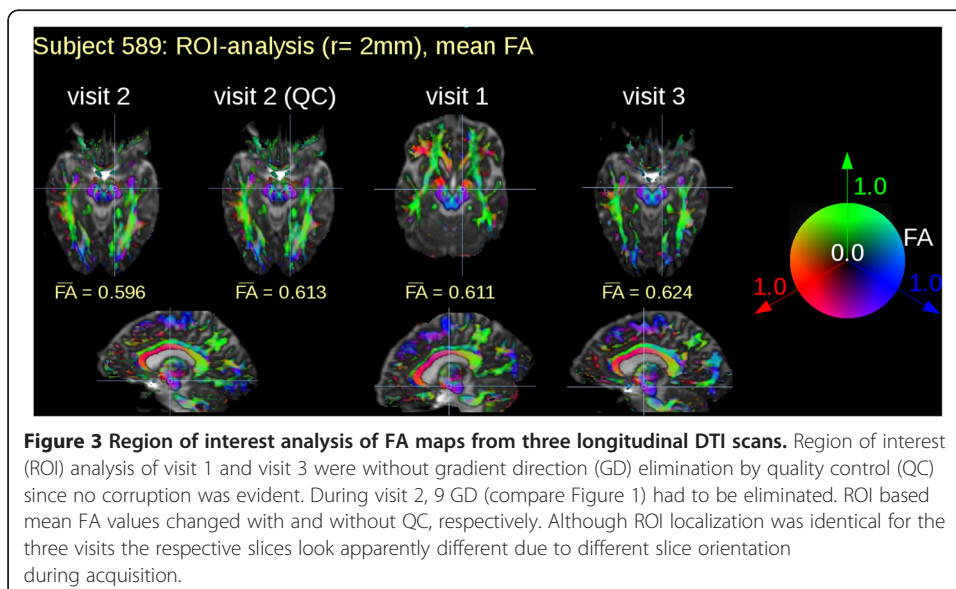 Subject 589: ROI-analysis (r= 2mm), mean FA
visit 2 visit 2 (QC) visit 1 visit 3
1.0
FA
0.0
1.0 1.0
F̅A̅ = 0.596 F̅A̅ = 0.613 F̅A̅ = 0.611 F̅A̅ = 0.624
Figure 3 Region of interest analysis of FA maps from three longitudinal DTI scans. Region of interest
(ROI) analysis of visit 1 and visit 3 were without gradient direction (GD) elimination by quality control (QC)
since no corruption was evident. During visit 2, 9 GD (compare Figure 1) had to be eliminated. ROI based
mean FA values changed with and without QC, respectively. Although ROI localization was identical for the
three visits the respective slices look apparently different due to different slice orientation
during acquisition.